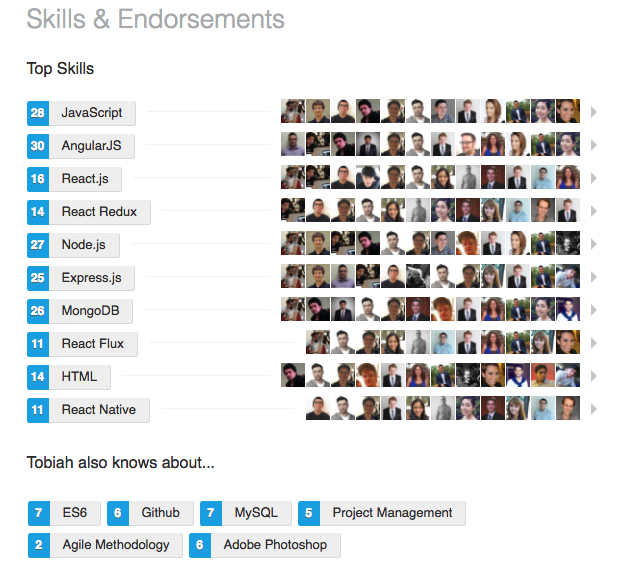 Skills & Endorsements
Top Skills
28 JavaScript
30 AngularJS
16 React.js
14 React Redux
27 Node.js
25 Express.js
26 MongoDB
11 React Flux
14 HTML
11 React Native
Tobiah also knows about...
7 ES6 6 Github 7 MySQL 5 Project Management
2 Agile Methodology 6 Adobe Photoshop